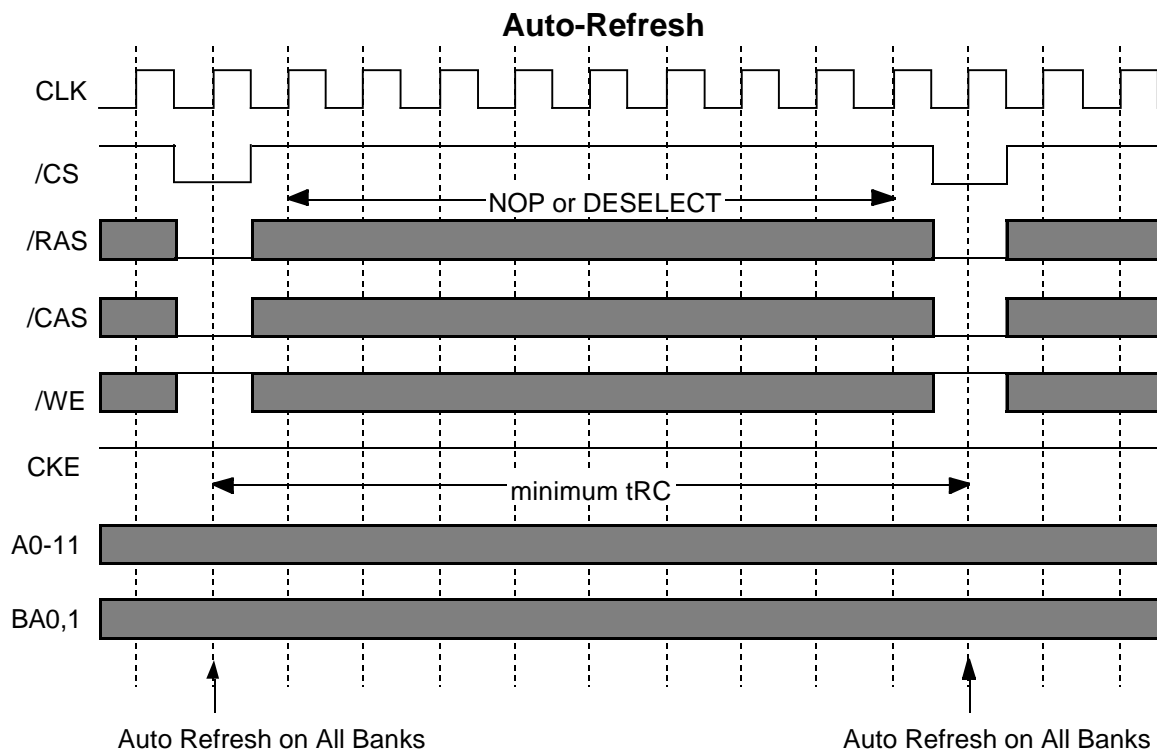 Auto-Refresh
CLK
/CS
NOP or DESELECT
/RAS
/CAS
/WE
CKE
minimum tRC
A0-11
BA0,1
Auto Refresh on All Banks
Auto Refresh on All Banks